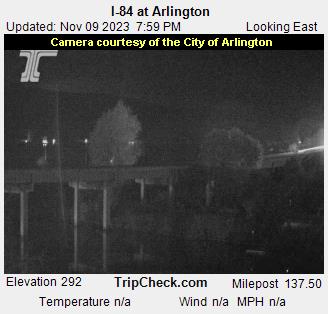 I-84 at Arlington
Updated: Nov 09 2023 7:59 PM Looking East
Camera courtesy of the City of Arlington
Elevation 292 TripCheck.com Milepost 137.50
Temperature n/a Wind n/a MPH n/a